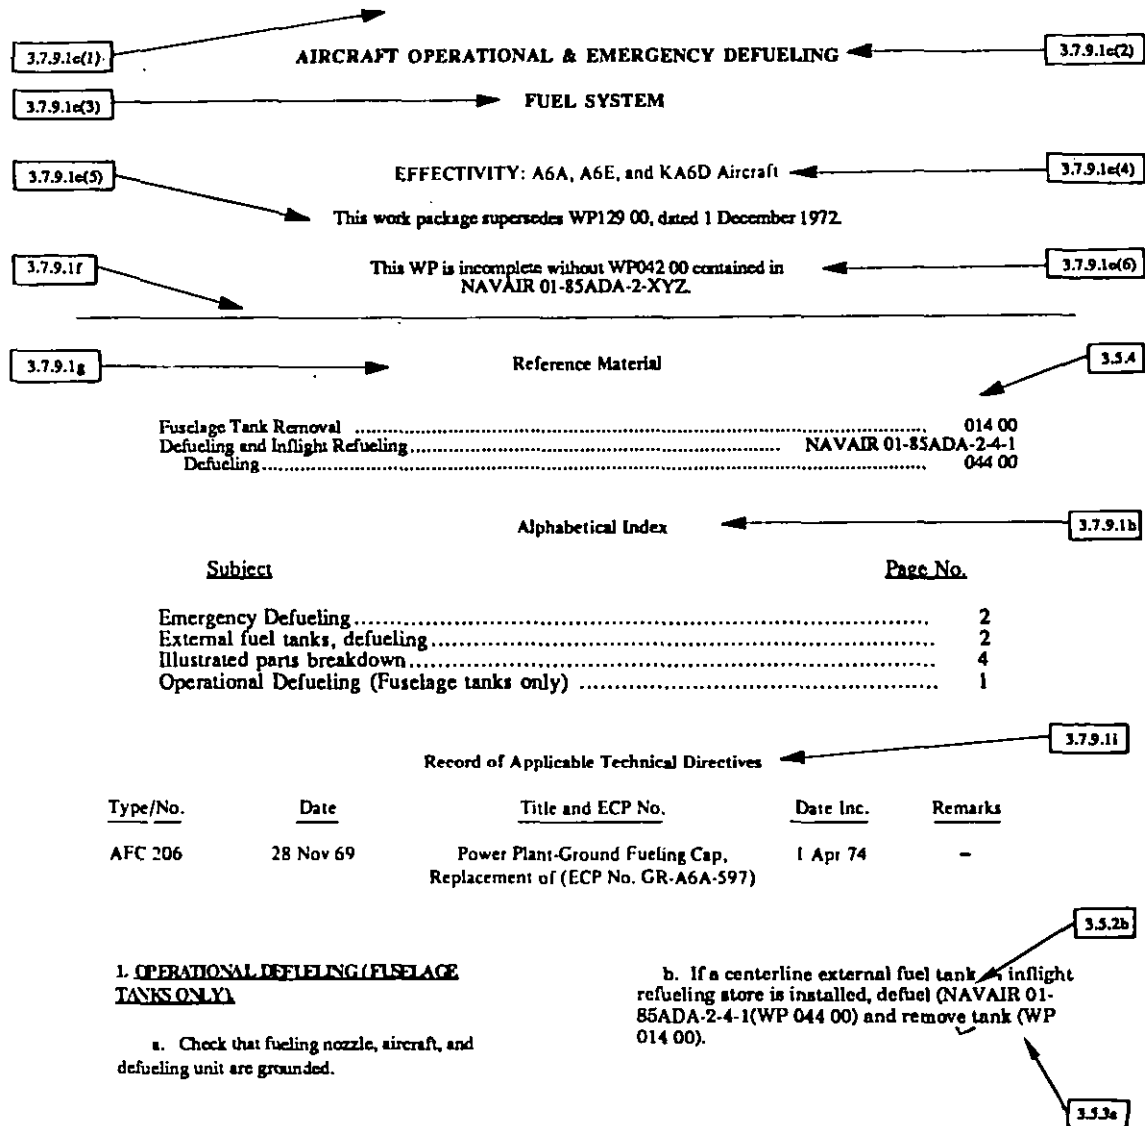 3.7.9.1e(1)
AIRCRAFT OPERATIONAL & EMERGENCY DEFUELING
3.7.9.1e(2)
3.7.9.1e(3)
FUEL SYSTEM
3.7.9.1e(5)
EFFECTIVITY: A6A, A6E, and KA6D Aircraft
3.7.9.1e(4)
This work package supersedes WP129 00, dated 1 December 1972.
3.7.9.1f
This WP is incomplete without WP042 00 contained in
NAVAIR 01-85ADA-2-XYZ.
3.7.9.1e(6)
3.7.9.1g
Reference Material
3.5.4
Fuselage Tank Removal ........ 014 00
Defueling and Inflight Refueling ........ NAVAIR 01-85ADA-2-4-1
Defueling ........ 044 00
Alphabetical Index
3.7.9.1h
Subject Page No.
Emergency Defueling ........ 2
External fuel tanks, defueling ........ 2
Illustrated parts breakdown ........ 4
Operational Defueling (Fuselage tanks only) ........ 1
3.7.9.1i
Record of Applicable Technical Directives
Type/No. Date Title and ECP No. Date Inc. Remarks
AFC 206 28 Nov 69 Power Plant-Ground Fueling Cap, 1 Apr 74 –
Replacement of (ECP No. GR-A6A-597)
3.5.2b
1. OPERATIONAL DEFUELING (FUSELAGE
TANKS ONLY).
a. Check that fueling nozzle, aircraft, and
defueling unit are grounded.
b. If a centerline external fuel tank inflight
refueling store is installed, defuel (NAVAIR 01-
85ADA-2-4-1(WP 044 00) and remove tank (WP
014 00).
3.5.3a